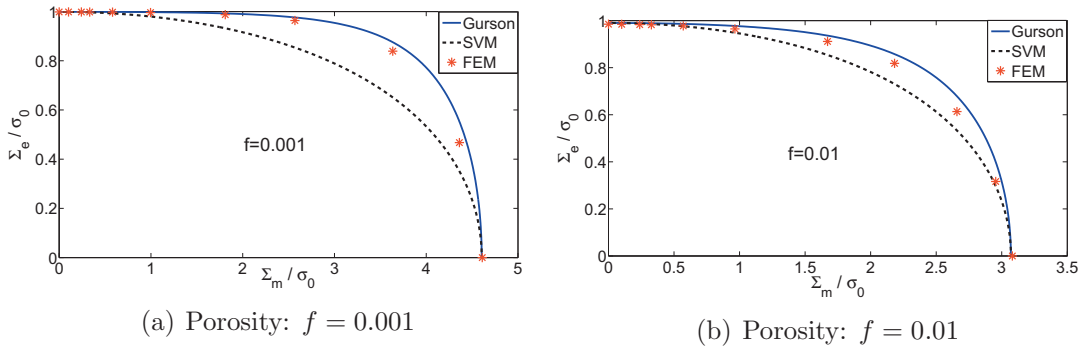 1
0.8
0.6
0.4
0.2
0
Σe / σ0
Gurson
SVM
FEM
f=0.001
0 1 2 3 4 5
Σm / σ0
(a) Porosity: f = 0.001
1
0.8
0.6
0.4
0.2
0
Σe / σ0
Gurson
SVM
FEM
f=0.01
0 0.5 1 1.5 2 2.5 3 3.5
Σm / σ0
(b) Porosity: f = 0.01